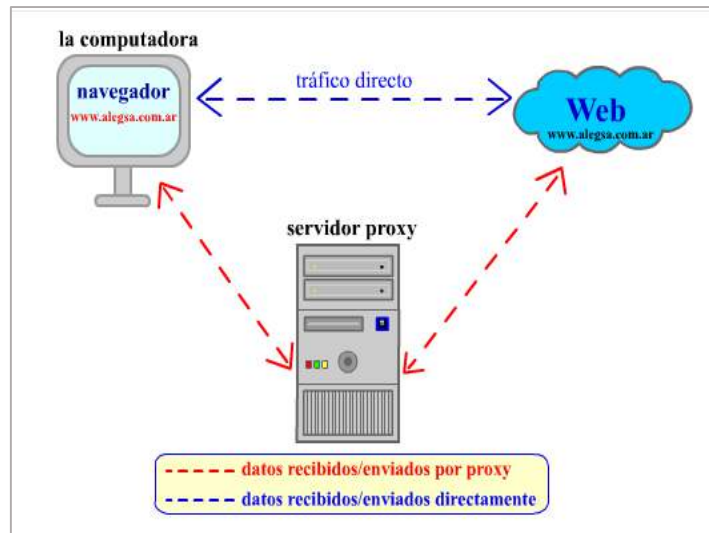 la computadora
navegador
www.alegsa.com.ar
tráfico directo
Web
www.alegsa.com.ar
servidor proxy
datos recibidos/enviados por proxy
datos recibidos/enviados directamente